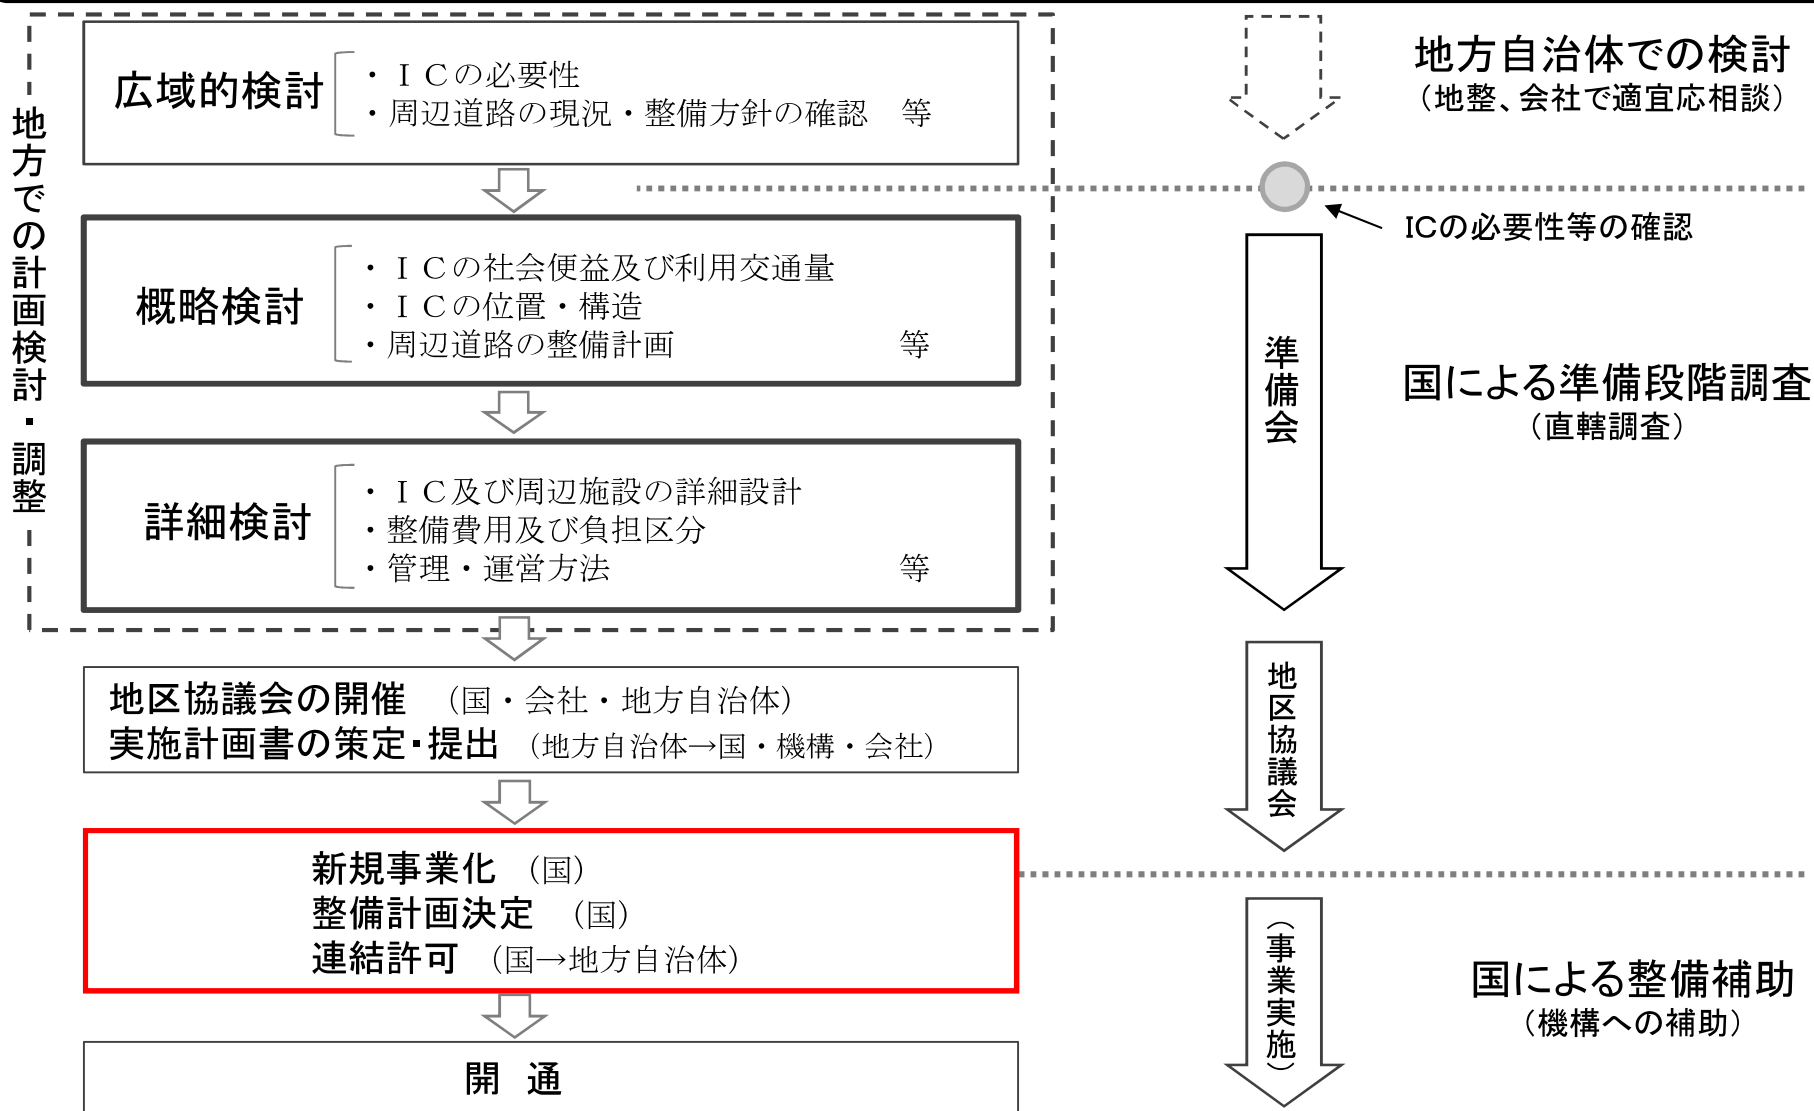 地方での計画検討・調整
広域的検討
・ＩＣの必要性
・周辺道路の現況・整備方針の確認　等
概略検討
・ＩＣの社会便益及び利用交通量
・ＩＣの位置・構造
・周辺道路の整備計画　等
詳細検討
・ＩＣ及び周辺施設の詳細設計
・整備費用及び負担区分
・管理・運営方法　等
地区協議会の開催　（国・会社・地方自治体）
実施計画書の策定・提出　（地方自治体→国・機構・会社）
新規事業化　（国）
整備計画決定　（国）
連結許可　（国→地方自治体）
開　通
地方自治体での検討
（地整、会社で適宜応相談）
ICの必要性等の確認
準備会
国による準備段階調査
（直轄調査）
地区協議会
（事業実施）
国による整備補助
（機構への補助）